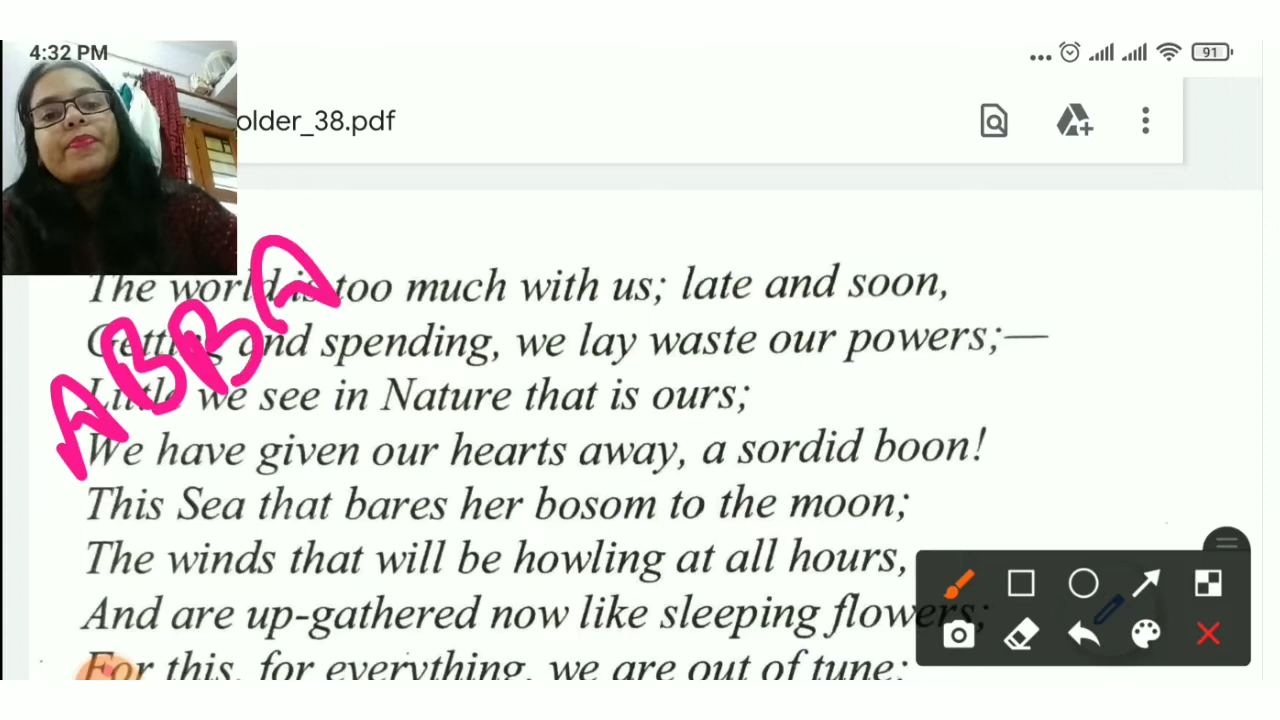 4:32 PM
91
older_38.pdf
ABBA
The world is too much with us; late and soon,
Getting and spending, we lay waste our powers;—
Little we see in Nature that is ours;
We have given our hearts away, a sordid boon!
This Sea that bares her bosom to the moon;
The winds that will be howling at all hours,
And are up-gathered now like sleeping flowers;
For this, for everything, we are out of tune;